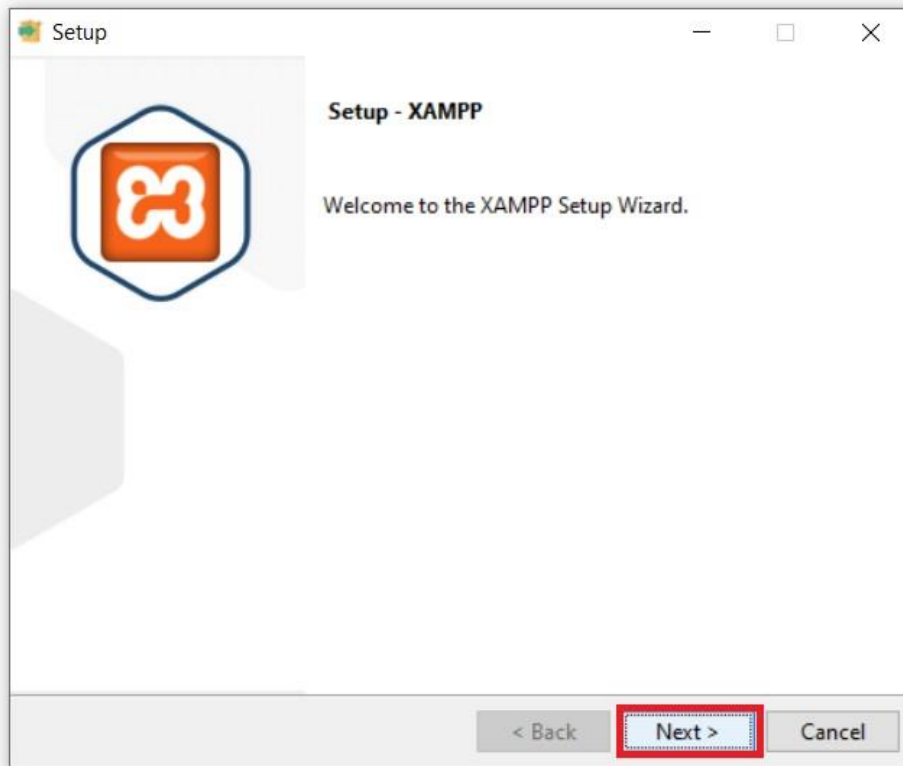 Setup
Setup - XAMPP
Welcome to the XAMPP Setup Wizard.
< Back
Next >
Cancel